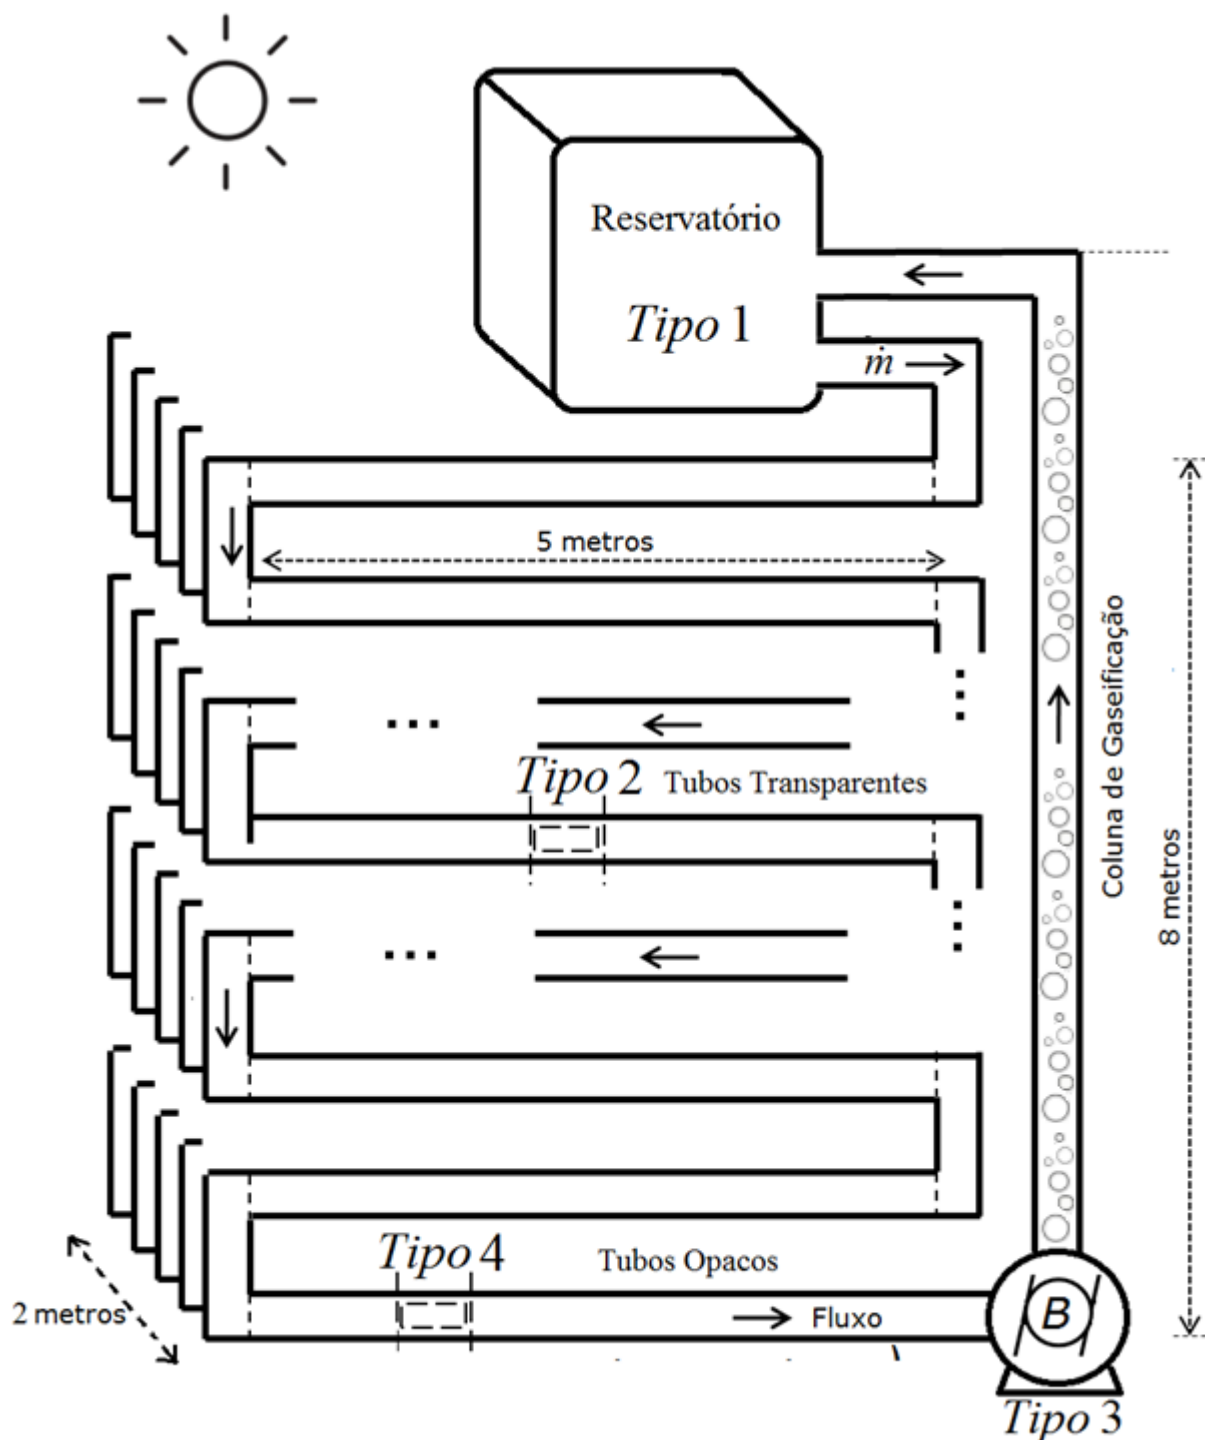 Reservatório
Tipo 1
ṁ
5 metros
Coluna de Gaseificação
8 metros
Tipo 2 Tubos Transparentes
Tipo 4 Tubos Opacos
2 metros
Fluxo
B
Tipo 3